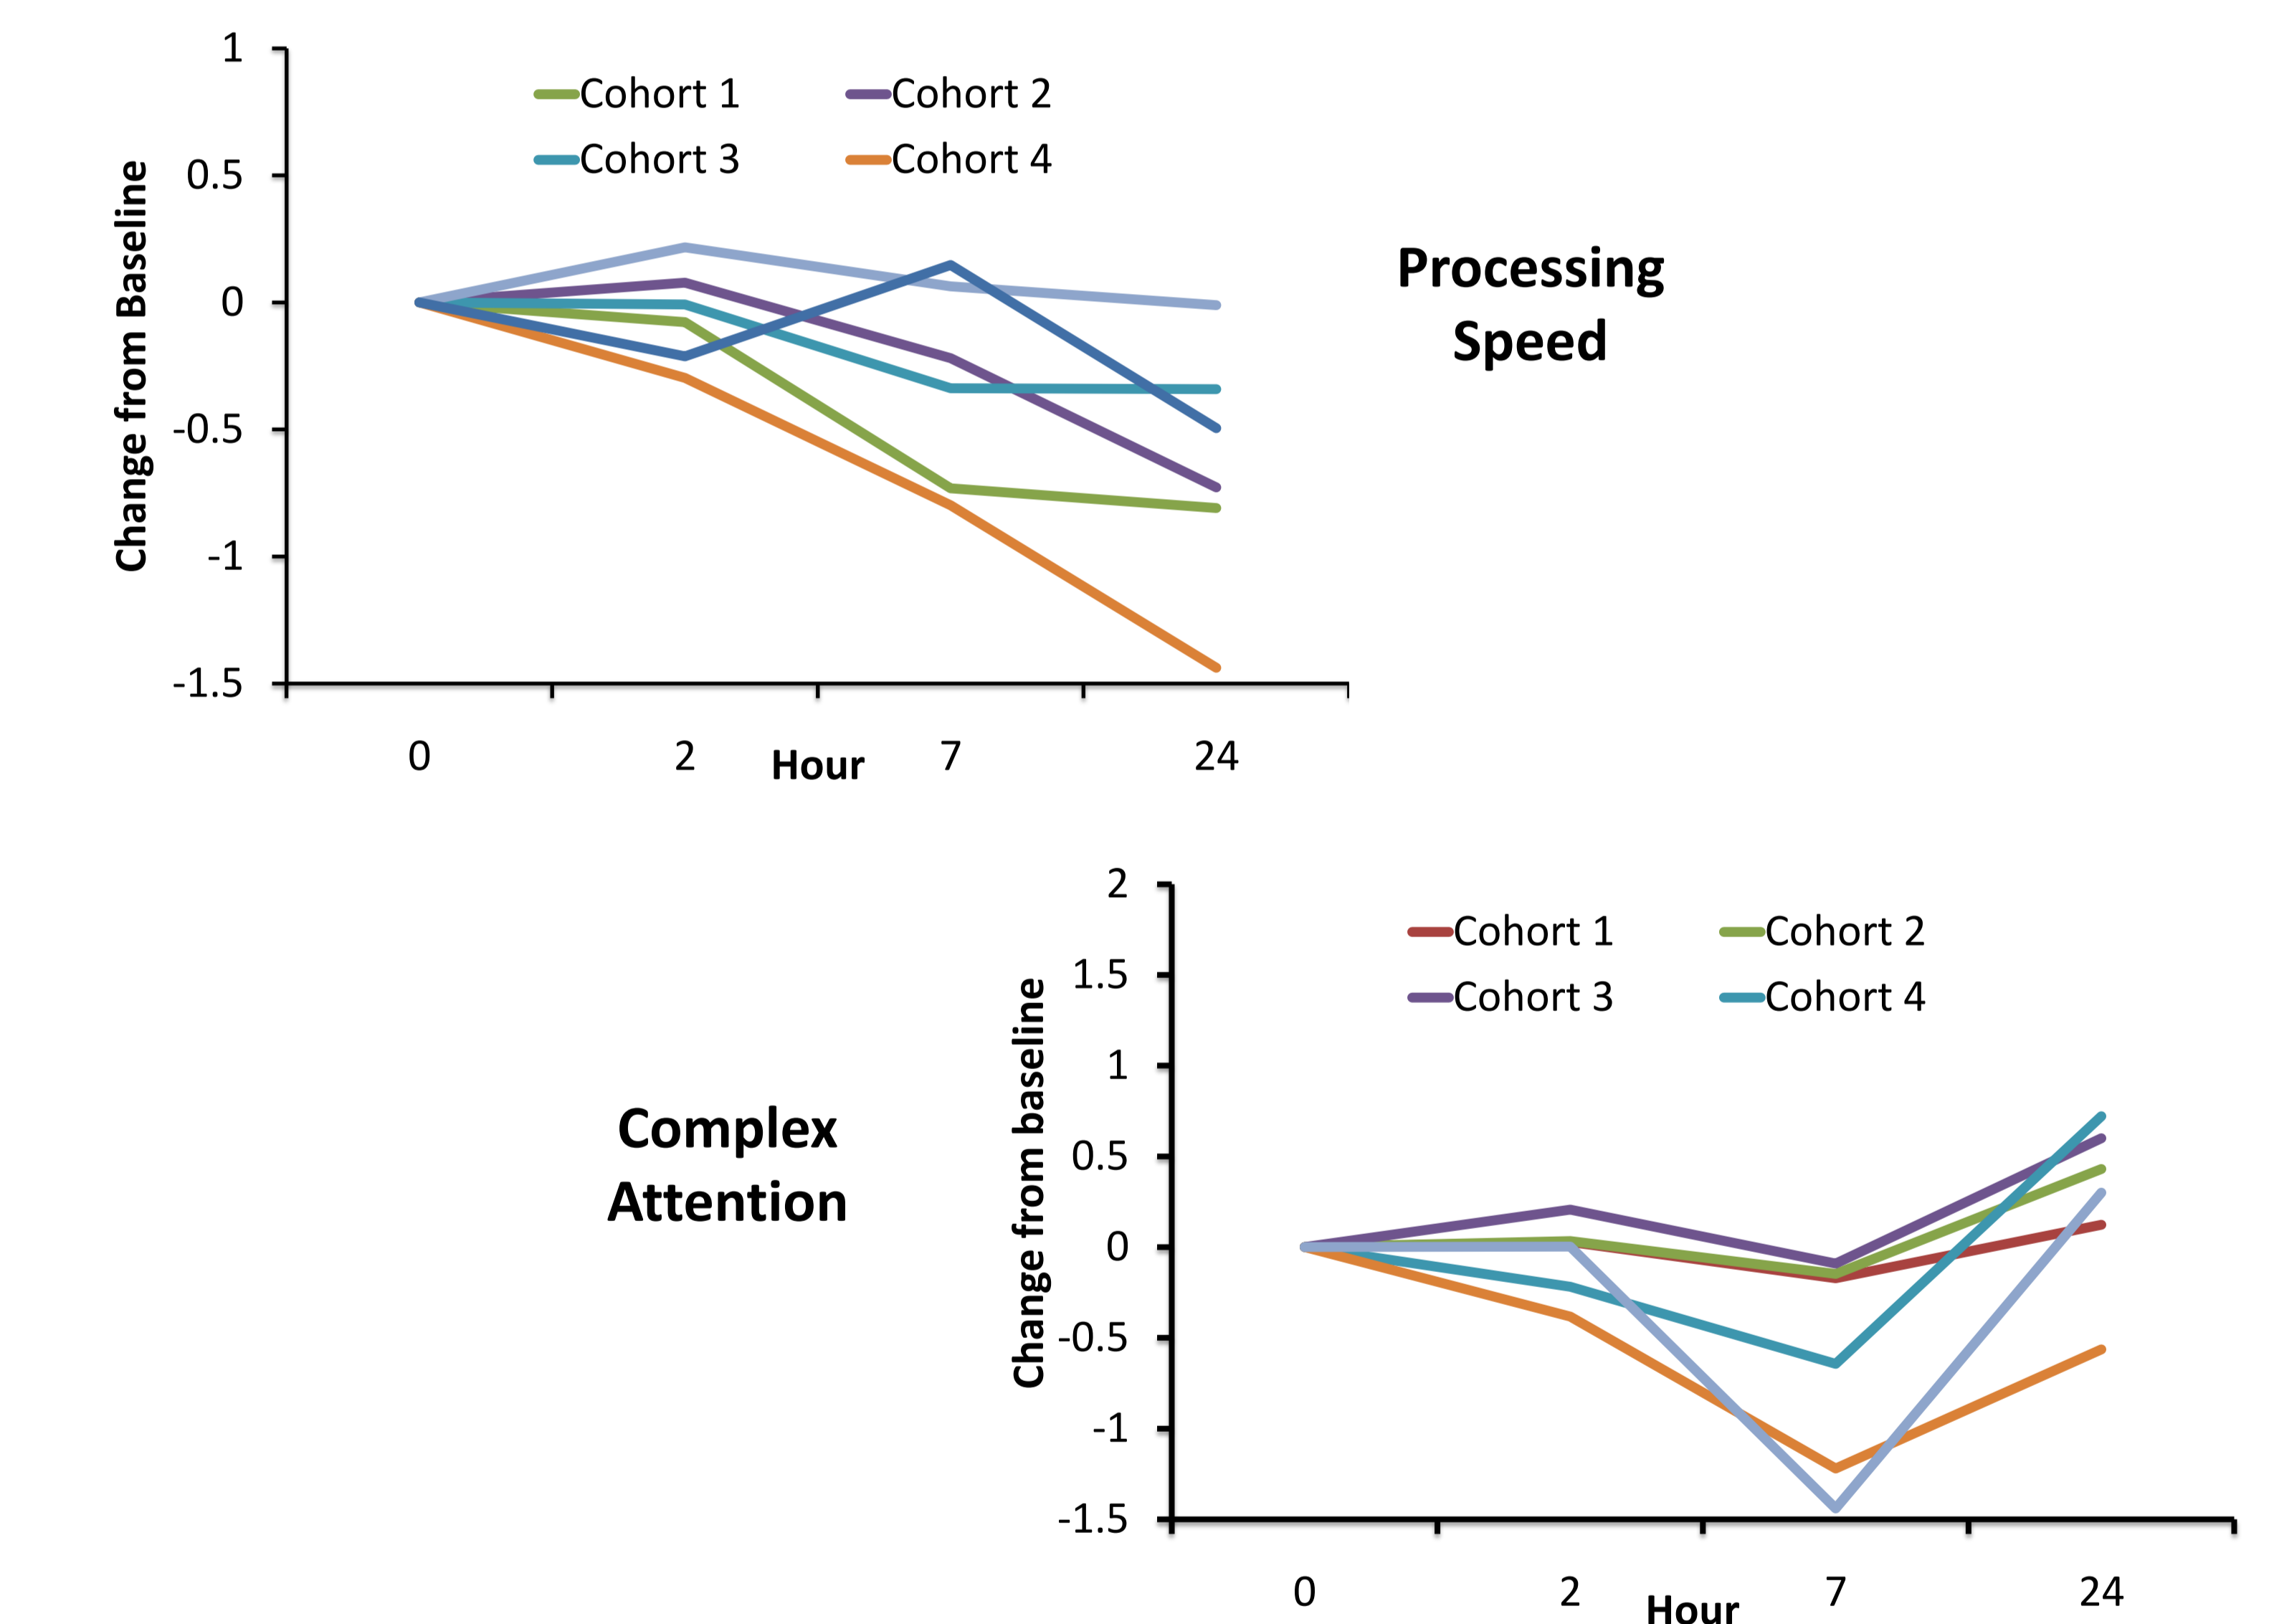 1
Cohort 1 Cohort 2
Cohort 3 Cohort 4
0.5
0
-0.5
-1
-1.5
Change from Baseline
0 2 7 24
Hour
Processing
Speed
Complex
Attention
2
Cohort 1 Cohort 2
1.5
Cohort 3 Cohort 4
1
0.5
0
-0.5
-1
-1.5
Change from baseline
0 2 7 24
Hour